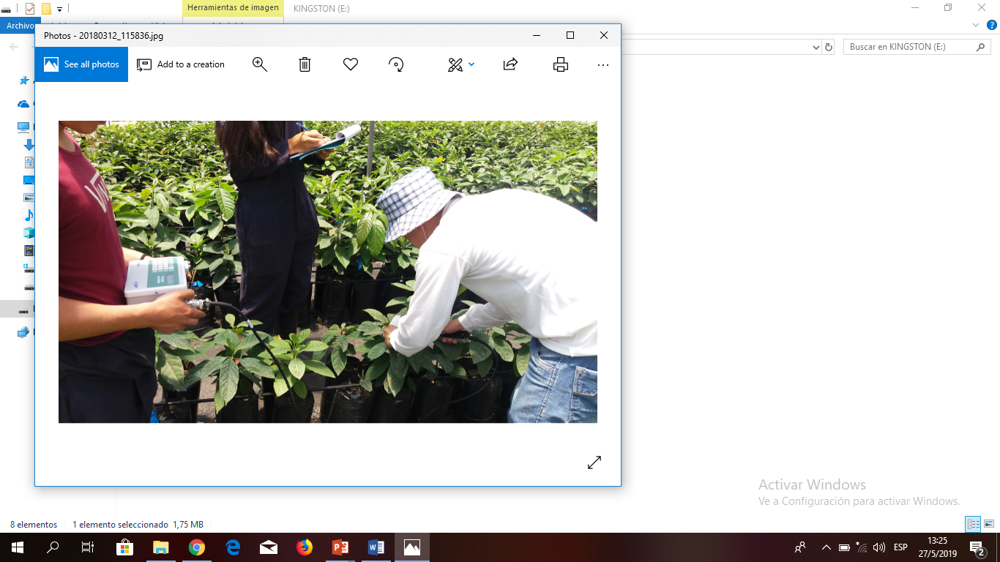 Herramientas de imagen
KINGSTON (E:)
Archivo
Photos - 20180312_115836.jpg
Buscar en KINGSTON (E:)
See all photos
Add to a creation
Activar Windows
Ve a Configuración para activar Windows.
8 elementos
1 elemento seleccionado 1,75 MB
ESP
13:25
27/5/2019
2